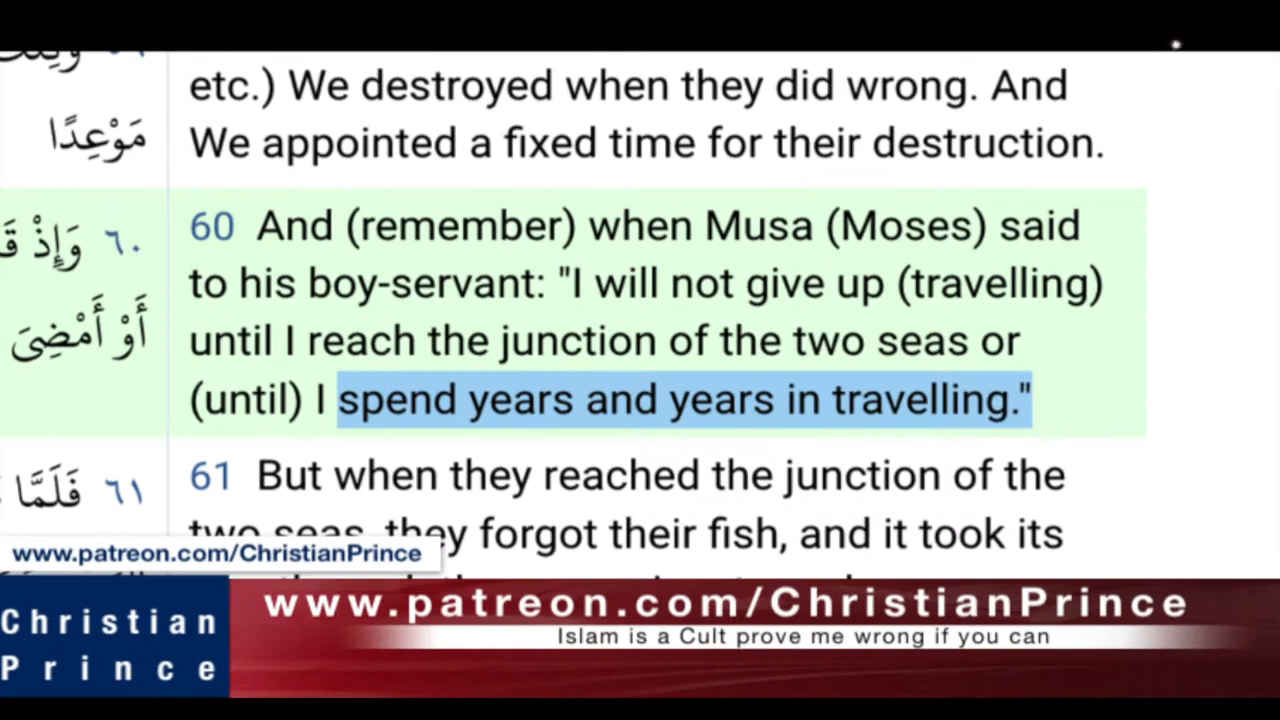 etc.) We destroyed when they did wrong. And
We appointed a fixed time for their destruction.
مَوْعِدًا
60 And (remember) when Musa (Moses) said
to his boy-servant: "I will not give up (travelling)
until I reach the junction of the two seas or
(until) I spend years and years in travelling."
٦٠ وَإِذْ
أَوْ أَمْضِىَ
61 But when they reached the junction of the
two seas, they forgot their fish, and it took its
٦١ فَلَمَّا
www.patreon.com/ChristianPrince
www.patreon.com/ChristianPrince
Islam is a Cult prove me wrong if you can
Christian
Prince